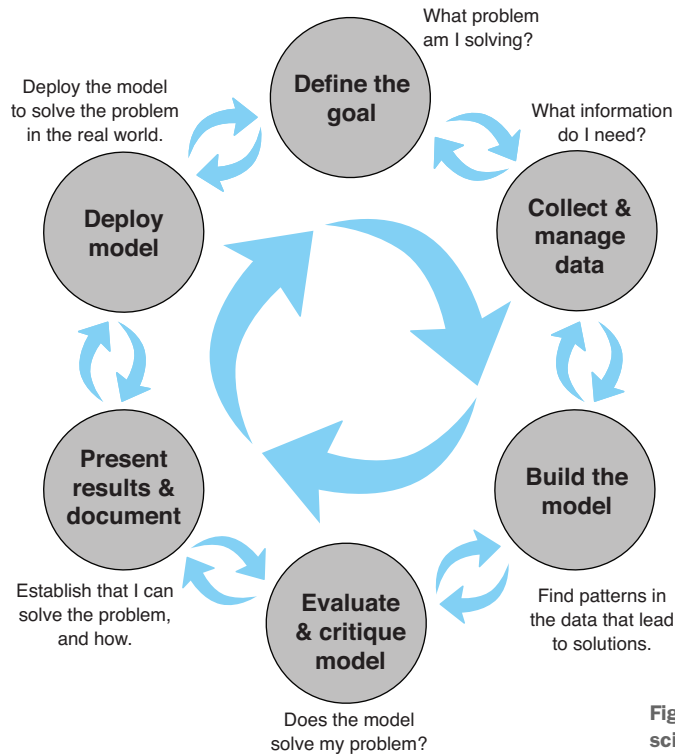 What problem
am I solving?
Define the
goal
Deploy the model
to solve the problem
in the real world.
What information
do I need?
Deploy
model
Collect &
manage
data
Present
results &
document
Build the
model
Establish that I can
solve the problem,
and how.
Evaluate
& critique
model
Find patterns in
the data that lead
to solutions.
Does the model
solve my problem?
Fig
sci